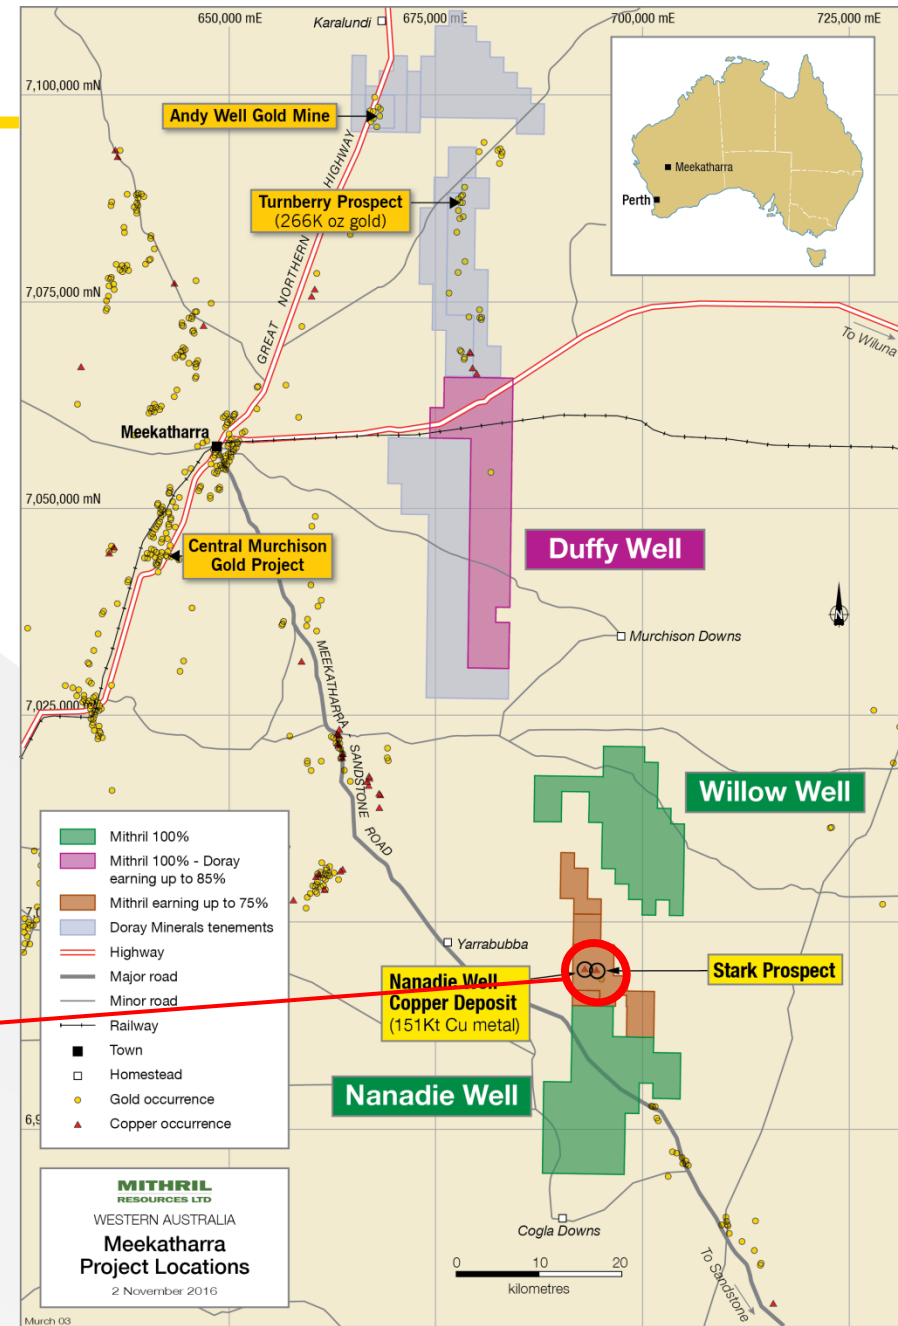 650,000 mE
675,000 mE
700,000 mE
725,000 mE
Karalundi
7,100,000 mN
Andy Well Gold Mine
Meekatharra
Perth
Turnberry Prospect
(266K oz gold)
GREAT NORTHERN HIGHWAY
7,075,000 mN
To Wiluna
Meekatharra
7,050,000 mN
Central Murchison
Gold Project
Duffy Well
N
Murchison Downs
MEEKATHARRA - SANDSTONE ROAD
7,025,000 mN
Willow Well
Mithril 100%
Mithril 100% - Doray
earning up to 85%
Mithril earning up to 75%
Doray Minerals tenements
Highway
Major road
Minor road
Railway
Town
Homestead
Gold occurrence
Copper occurrence
Yarrabubba
Nanadie Well
Copper Deposit
(151Kt Cu metal)
Stark Prospect
Nanadie Well
MITHRIL
RESOURCES LTD
WESTERN AUSTRALIA
Meekatharra
Project Locations
2 November 2016
Cogla Downs
0 10 20
kilometres
To Sandstone
Murch 03